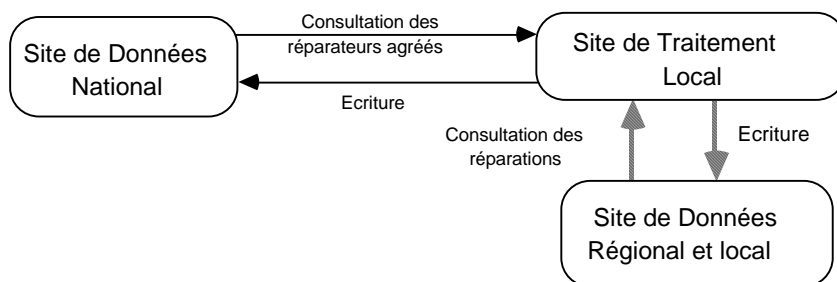 Consultation des
réparateurs agréés
Site de Données
National
Site de Traitement
Local
Ecriture
Consultation des
réparations
Ecriture
Site de Données
Régional et local